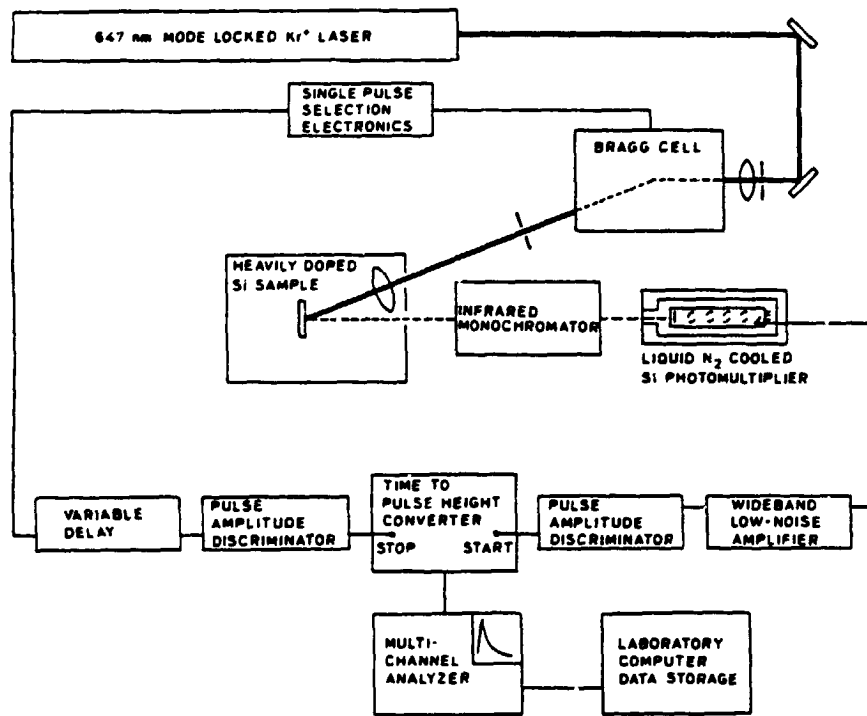 647 nm MODE LOCKED Kr+ LASER
SINGLE PULSE
SELECTION
ELECTRONICS
BRAGG CELL
HEAVILY DOPED
Si SAMPLE
INFRARED
MONOCHROMATOR
LIQUID N2 COOLED
Si PHOTOMULTIPLIER
VARIABLE
DELAY
PULSE
AMPLITUDE
DISCRIMINATOR
TIME TO
PULSE HEIGHT
CONVERTER
STOP
START
PULSE
AMPLITUDE
DISCRIMINATOR
WIDEBAND
LOW-NOISE
AMPLIFIER
MULTI-
CHANNEL
ANALYZER
LABORATORY
COMPUTER
DATA STORAGE